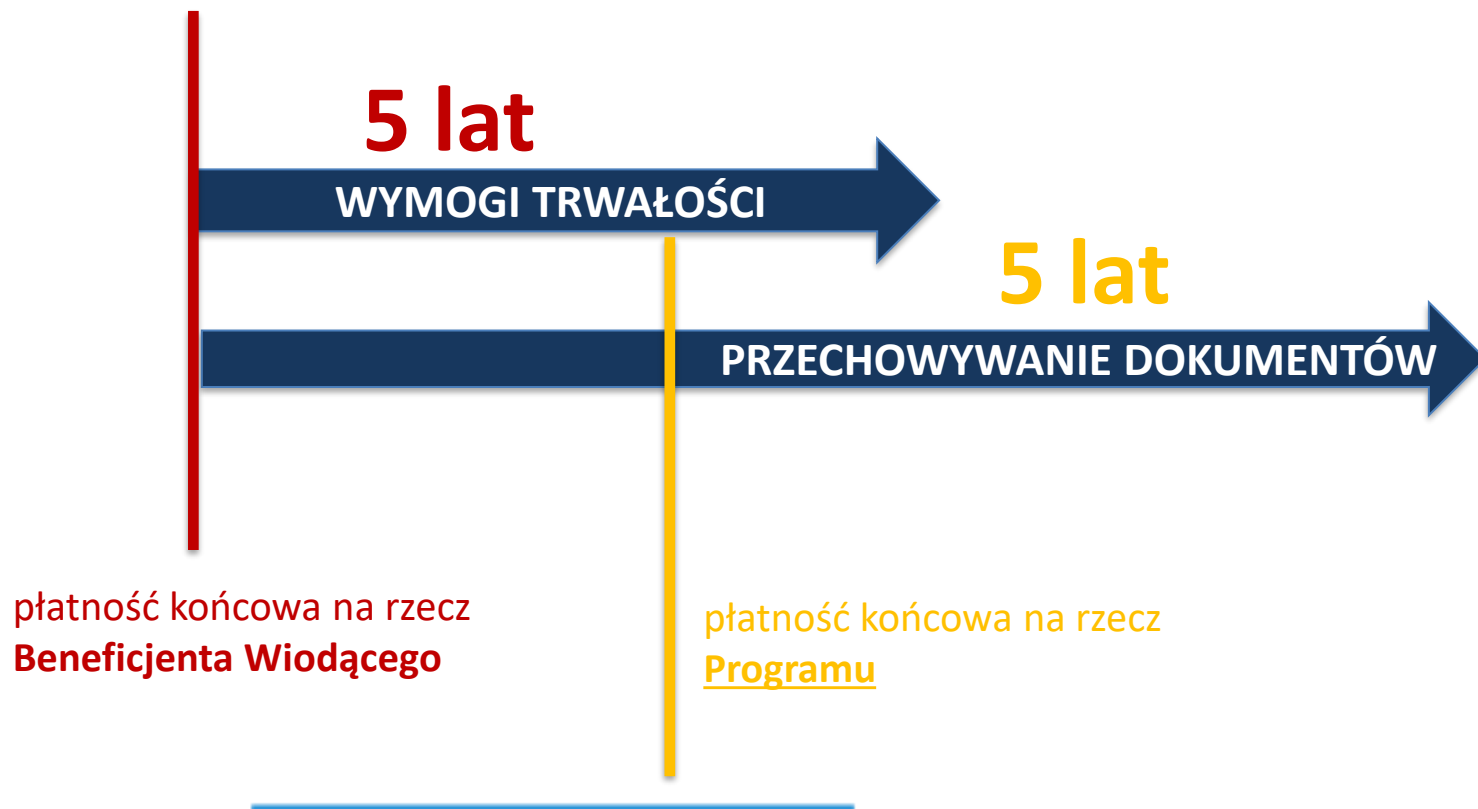 5 lat
WYMOGI TRWAŁOŚCI
5 lat
PRZECHOWYWANIE DOKUMENTÓW
płatność końcowa na rzecz
Beneficjenta Wiodącego
płatność końcowa na rzecz
Programu